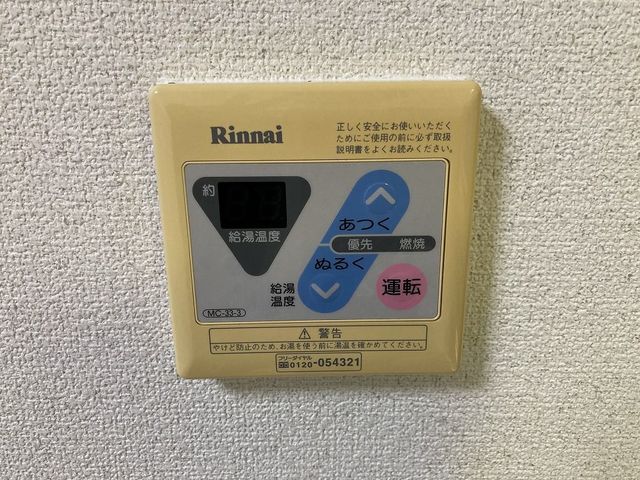 Rinnai
正しく安全にお使いいただく
ためにご使用の前に必ず取扱
説明書をよくお読みください。
約
給湯温度
あつく
優先 燃焼
ぬるく
給湯
温度
運転
MC-33-3
⚠警告
やけど防止のため、お湯を使う前に湯温を確かめてください。
フリーダイヤル
0120-054321